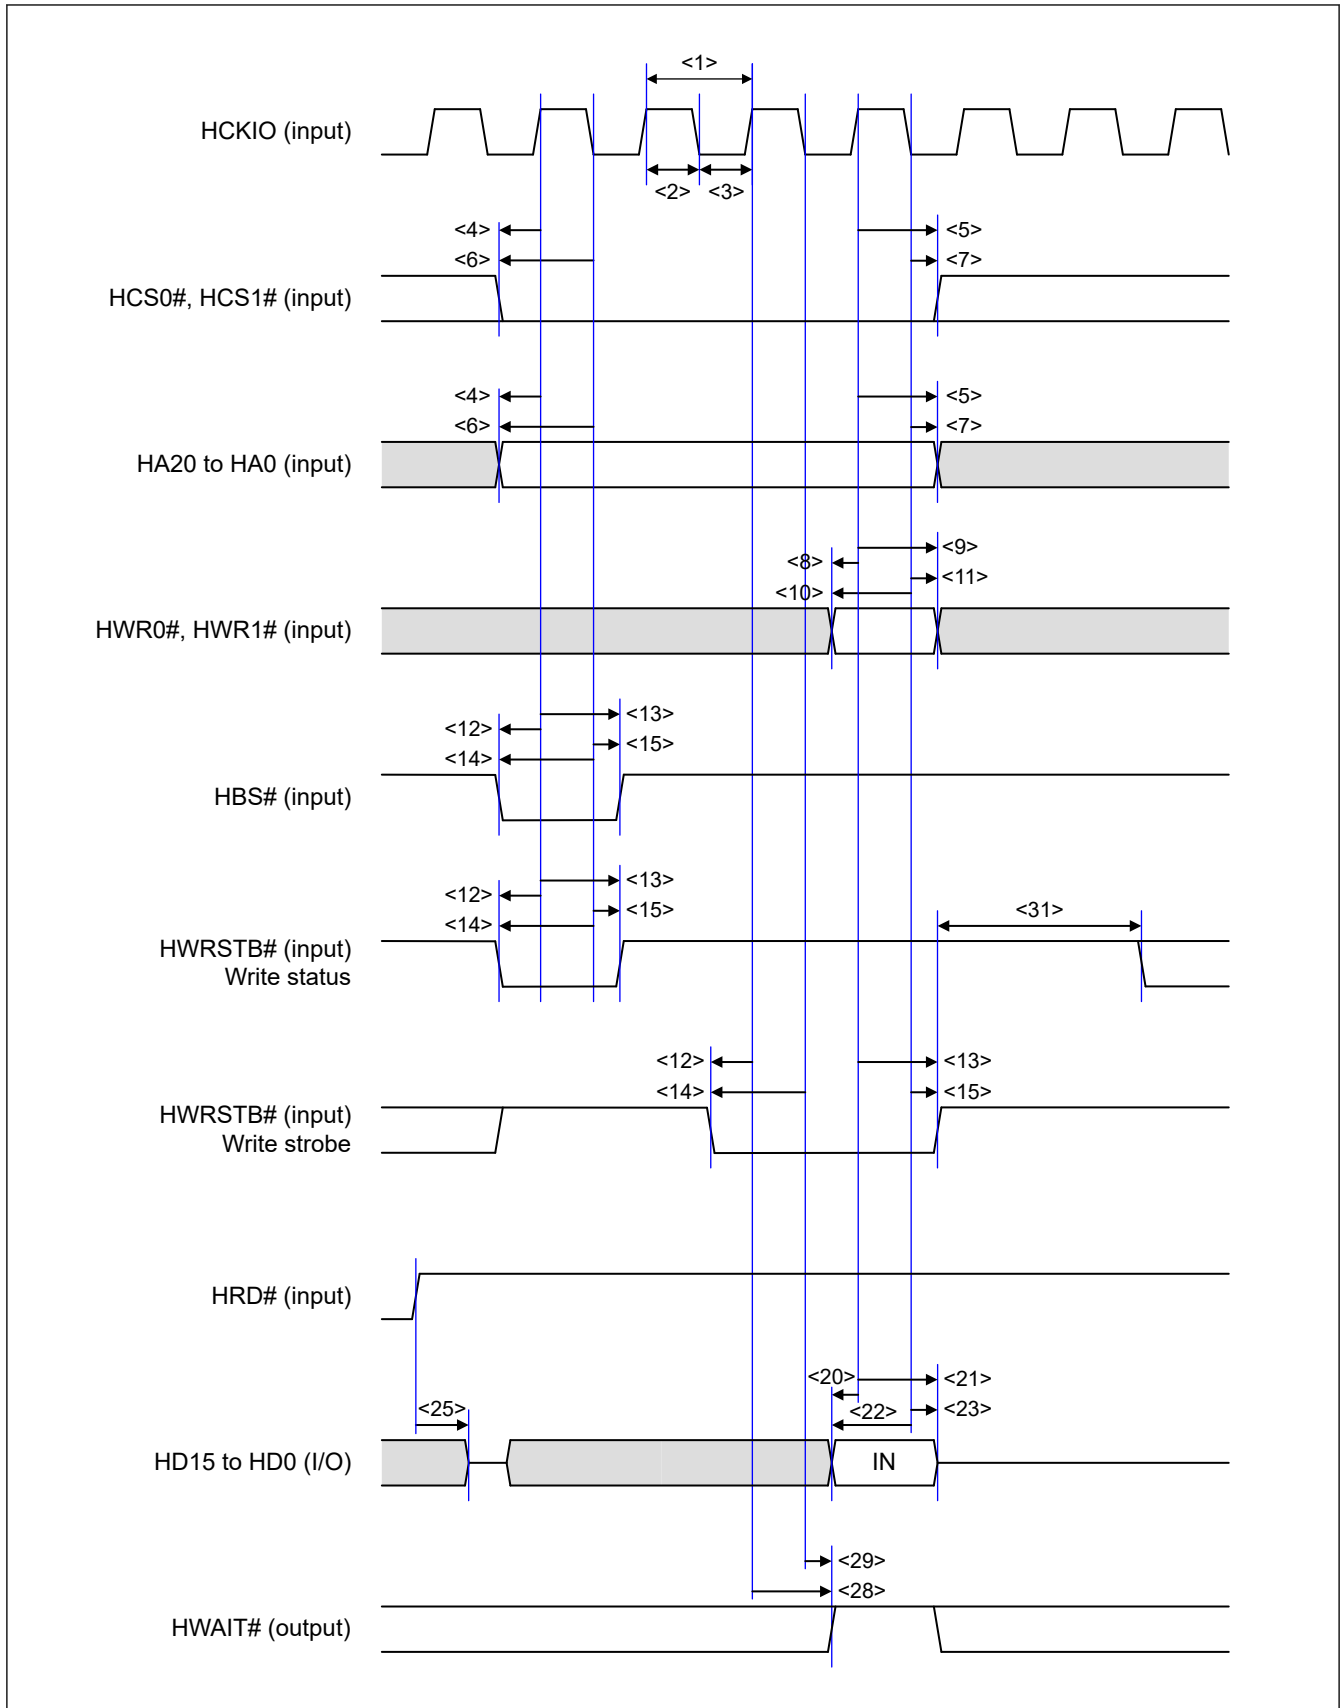 <1>
HCKIO (input)
<2> <3>
<4> <5>
<6> <7>
HCS0#, HCS1# (input)
<4> <5>
<6> <7>
HA20 to HA0 (input)
<9>
<8>
<11>
<10>
HWR0#, HWR1# (input)
<13>
<12>
<15>
<14>
HBS# (input)
<13>
<12>
<15>
<31>
<14>
HWRSTB# (input)
Write status
<12> <13>
<14> <15>
HWRSTB# (input)
Write strobe
HRD# (input)
<20> <21>
<25> <22> <23>
HD15 to HD0 (I/O) IN
<29>
<28>
HWAIT# (output)